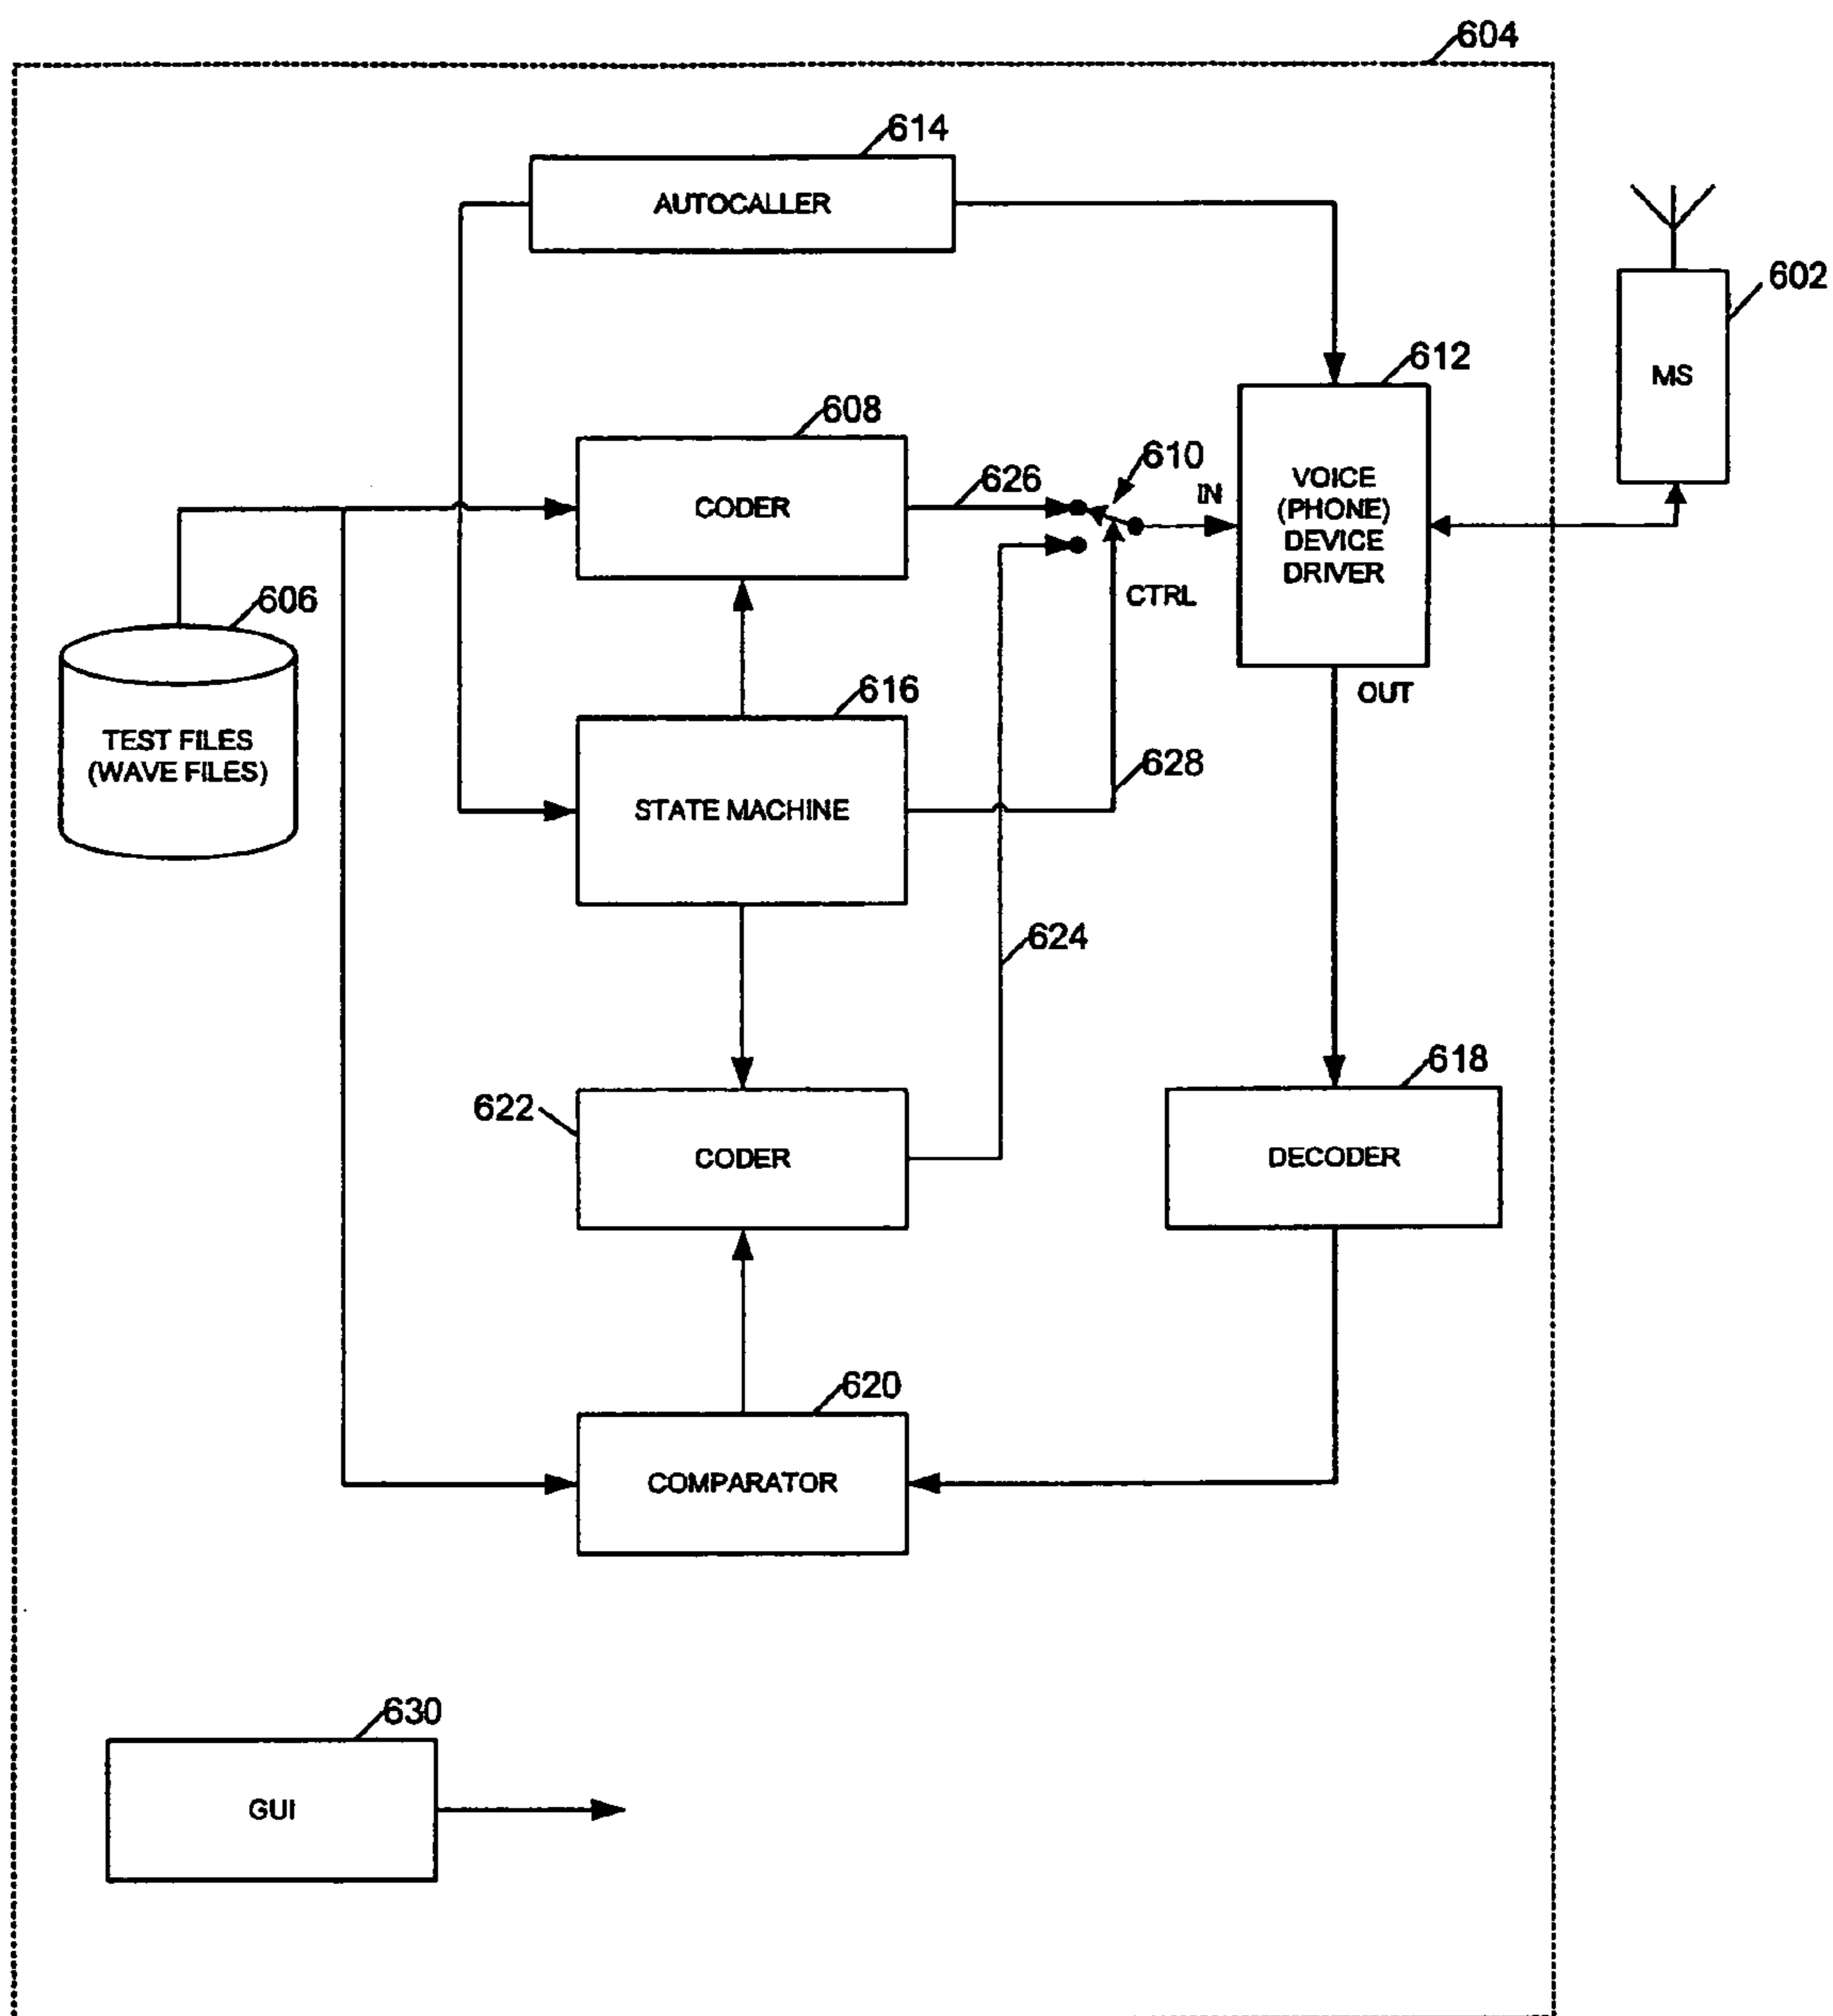 604
614
AUTOCALLER
602
MS
612
608
610
626
IN
CODER
VOICE
(PHONE)
DEVICE
DRIVER
CTRL
606
TEST FILES
(WAVE FILES)
616
OUT
STATE MACHINE
628
624
618
622
CODER
DECODER
620
COMPARATOR
630
GUI